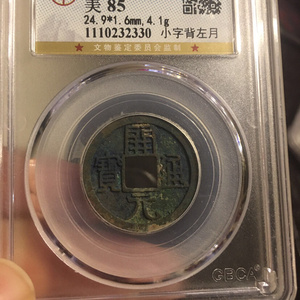 美 85
24.9*1.6mm,4.1g
1110232330 小字背左月
文物鉴定委员会监制
開
寶 通
元
GBCA